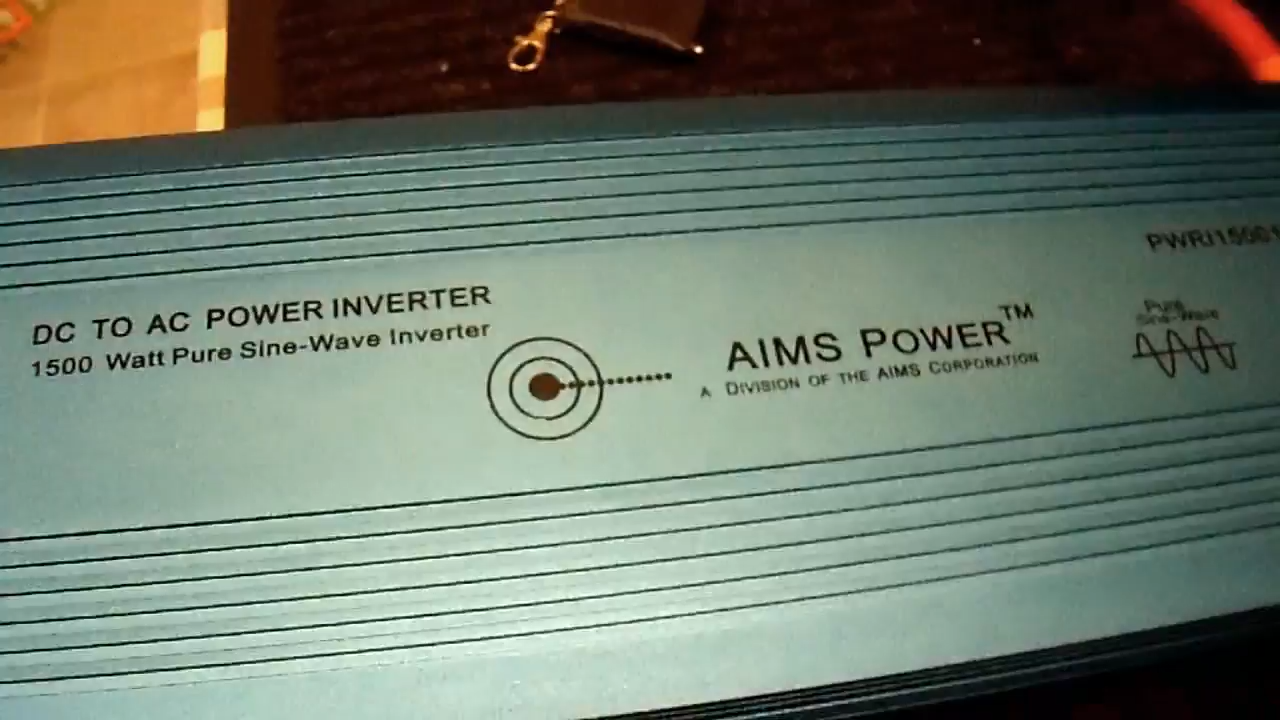 DC TO AC POWER INVERTER
1500 Watt Pure Sine-Wave Inverter
AIMS POWER™
A DIVISION OF THE AIMS CORPORATION
Pure
Sine-Wave